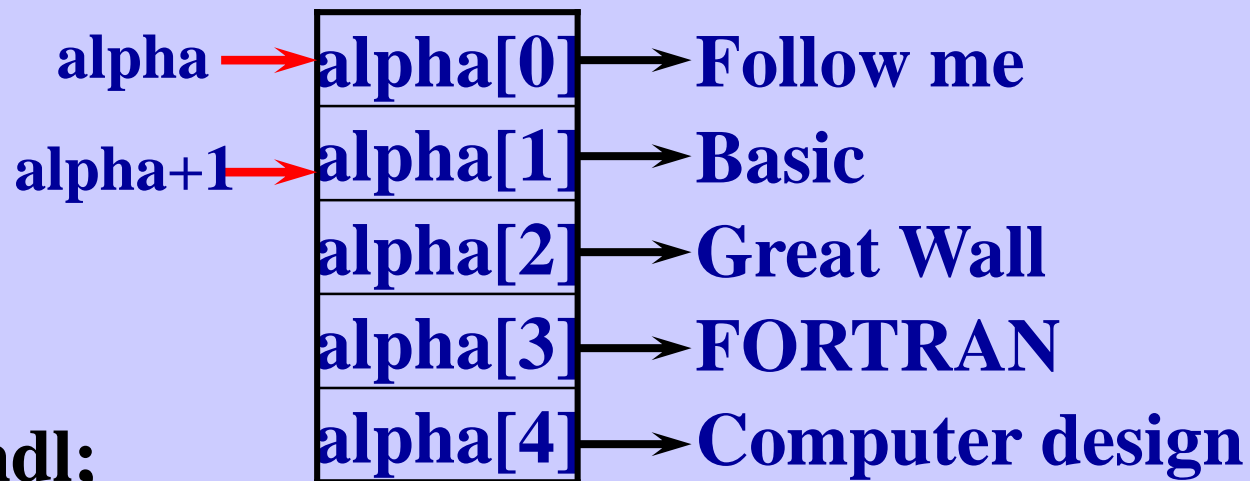 alpha alpha[0] Follow me
alpha+1 alpha[1] Basic
alpha[2] Great Wall
alpha[3] FORTRAN
alpha[4] Computer design